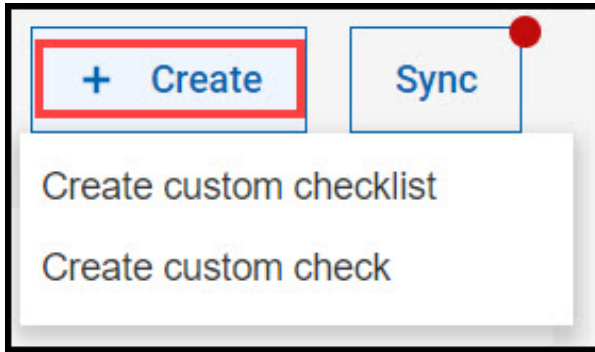 + Create
Sync
Create custom checklist
Create custom check